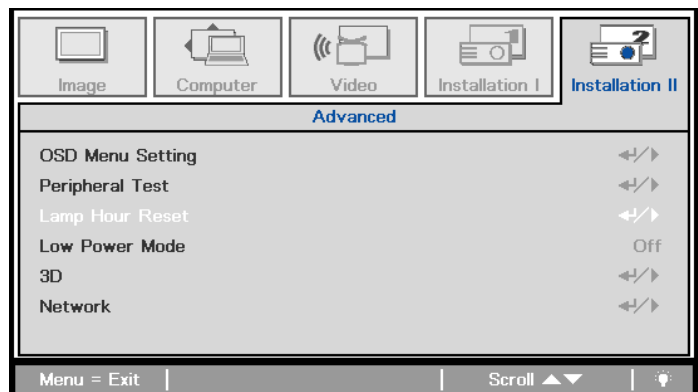 Image Computer Video Installation I Installation II
Advanced
OSD Menu Setting
Peripheral Test
Lamp Hour Reset
Low Power Mode Off
3D
Network
Menu = Exit Scroll ▲▼